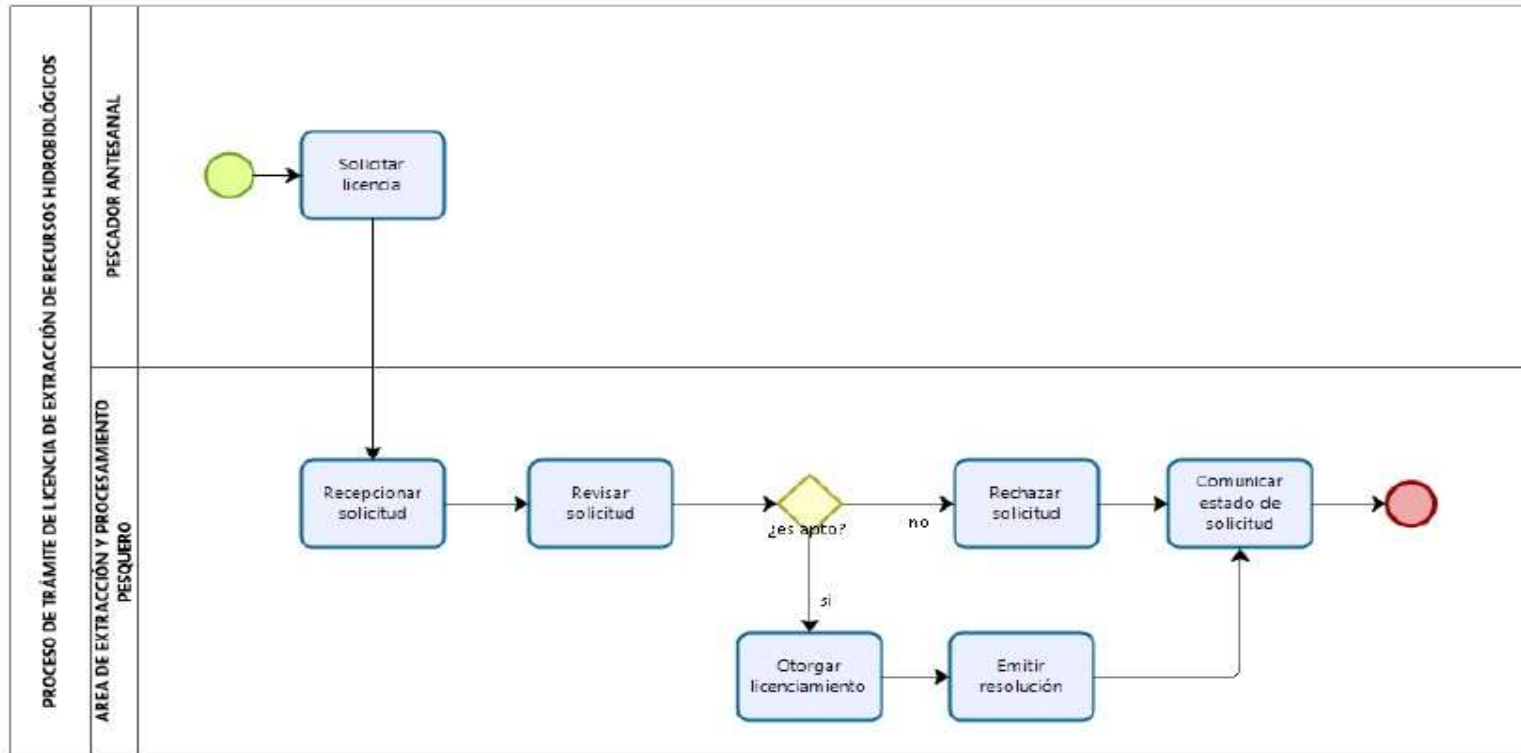 PROCESO DE TRÁMITE DE LICENCIA DE EXTRACCIÓN DE RECURSOS HIDROBIOLÓGICOS
PESCADOR ANTESANAL
Solicitar
licencia
AREA DE EXTRACCIÓN Y PROCESAMIENTO
PESQUERO
Recepcionar
solicitud
Revisar
solicitud
¿es apto?
no
Rechazar
solicitud
Comunicar
estado de
solicitud
si
Otorgar
licenciamiento
Emitir
resolución